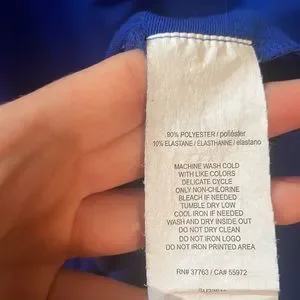 90% POLYESTER / poliéster
10% ELASTANE / ÉLASTHANNE / elastano
MACHINE WASH COLD
WITH LIKE COLORS
DELICATE CYCLE
ONLY NON-CHLORINE
BLEACH IF NEEDED
TUMBLE DRY LOW
COOL IRON IF NEEDED
WASH AND DRY INSIDE OUT
DO NOT DRY CLEAN
DO NOT IRON LOGO
DO NOT IRON PRINTED AREA
RN# 37763 / CA# 55972